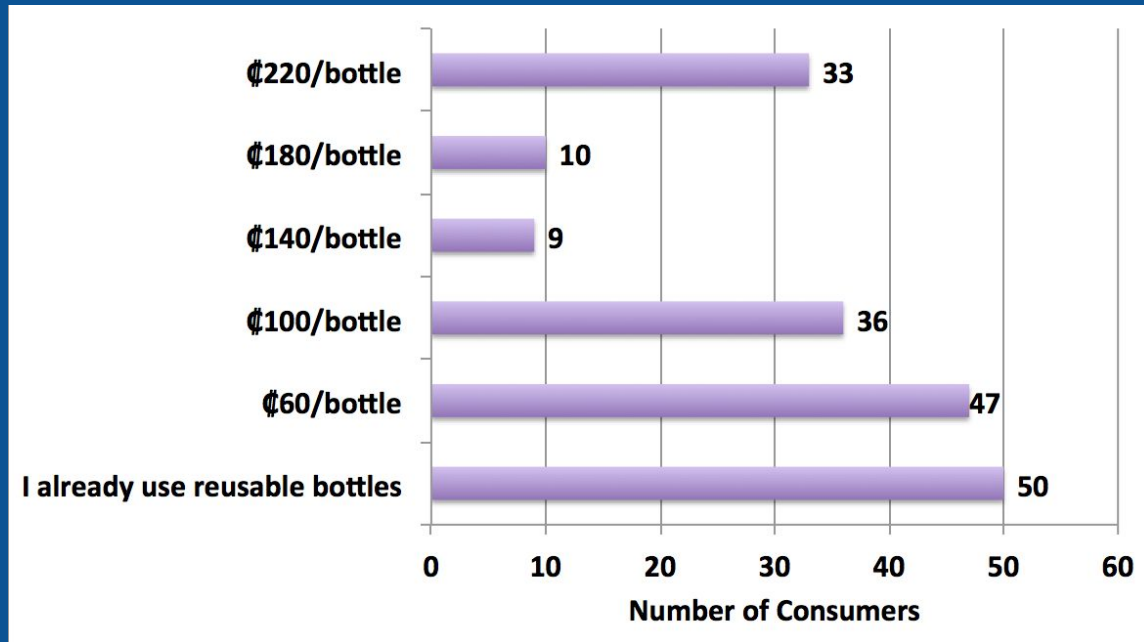 ₡220/bottle 33
₡180/bottle 10
₡140/bottle 9
₡100/bottle 36
₡60/bottle 47
I already use reusable bottles 50
0 10 20 30 40 50 60
Number of Consumers